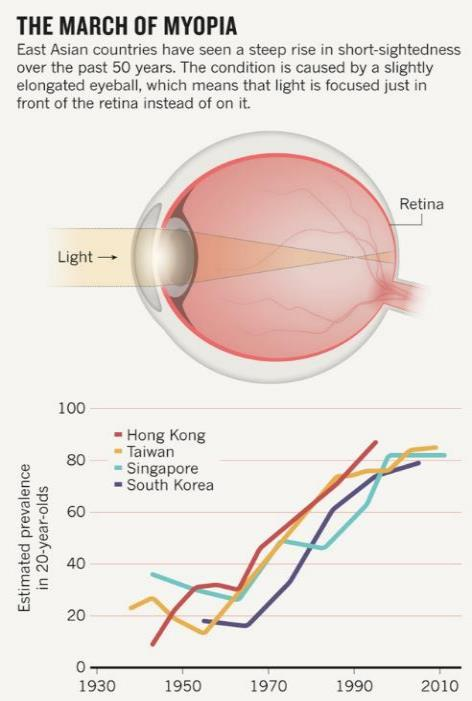 THE MARCH OF MYOPIA
East Asian countries have seen a steep rise in short-sightedness
over the past 50 years. The condition is caused by a slightly
elongated eyeball, which means that light is focused just in
front of the retina instead of on it.
Retina
Light
100
80
60
40
20
0
Estimated prevalence
in 20-year-olds
Hong Kong
Taiwan
Singapore
South Korea
1930
1950
1970
1990
2010